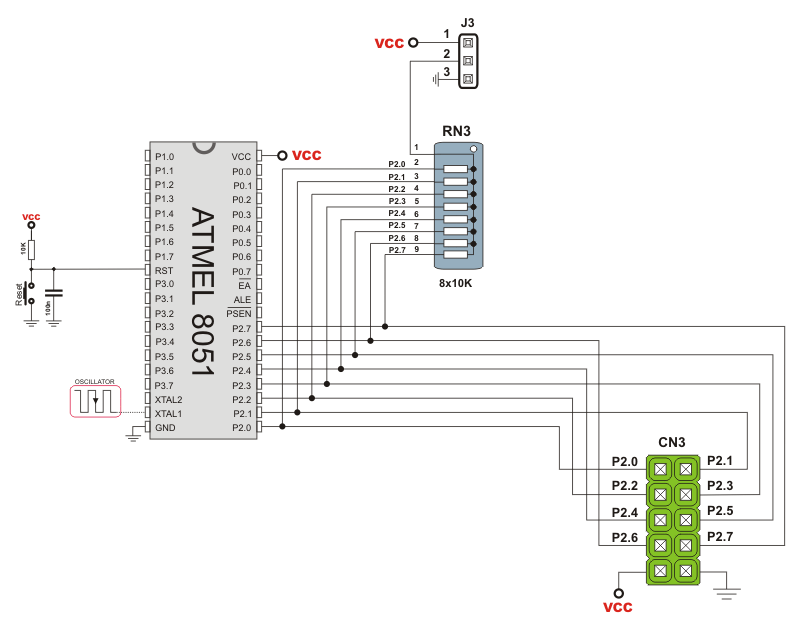 J3
VCC
1
2
3
RN3
1
P2.0 2
P2.1 3
P2.2 4
P2.3 5
P2.4 6
P2.5 7
P2.6 8
P2.7 9
8x10K
VCC
ATMEL 8051
P1.0
P1.1
P1.2
P1.3
P1.4
P1.5
P1.6
P1.7
RST
P3.0
P3.1
P3.2
P3.3
P3.4
P3.5
P3.6
P3.7
XTAL2
XTAL1
GND
VCC
P0.0
P0.1
P0.2
P0.3
P0.4
P0.5
P0.6
P0.7
EA
ALE
PSEN
P2.7
P2.6
P2.5
P2.4
P2.3
P2.2
P2.1
P2.0
VCC
10K
Reset
100n
OSCILLATOR
CN3
P2.0 P2.1
P2.2 P2.3
P2.4 P2.5
P2.6 P2.7
VCC